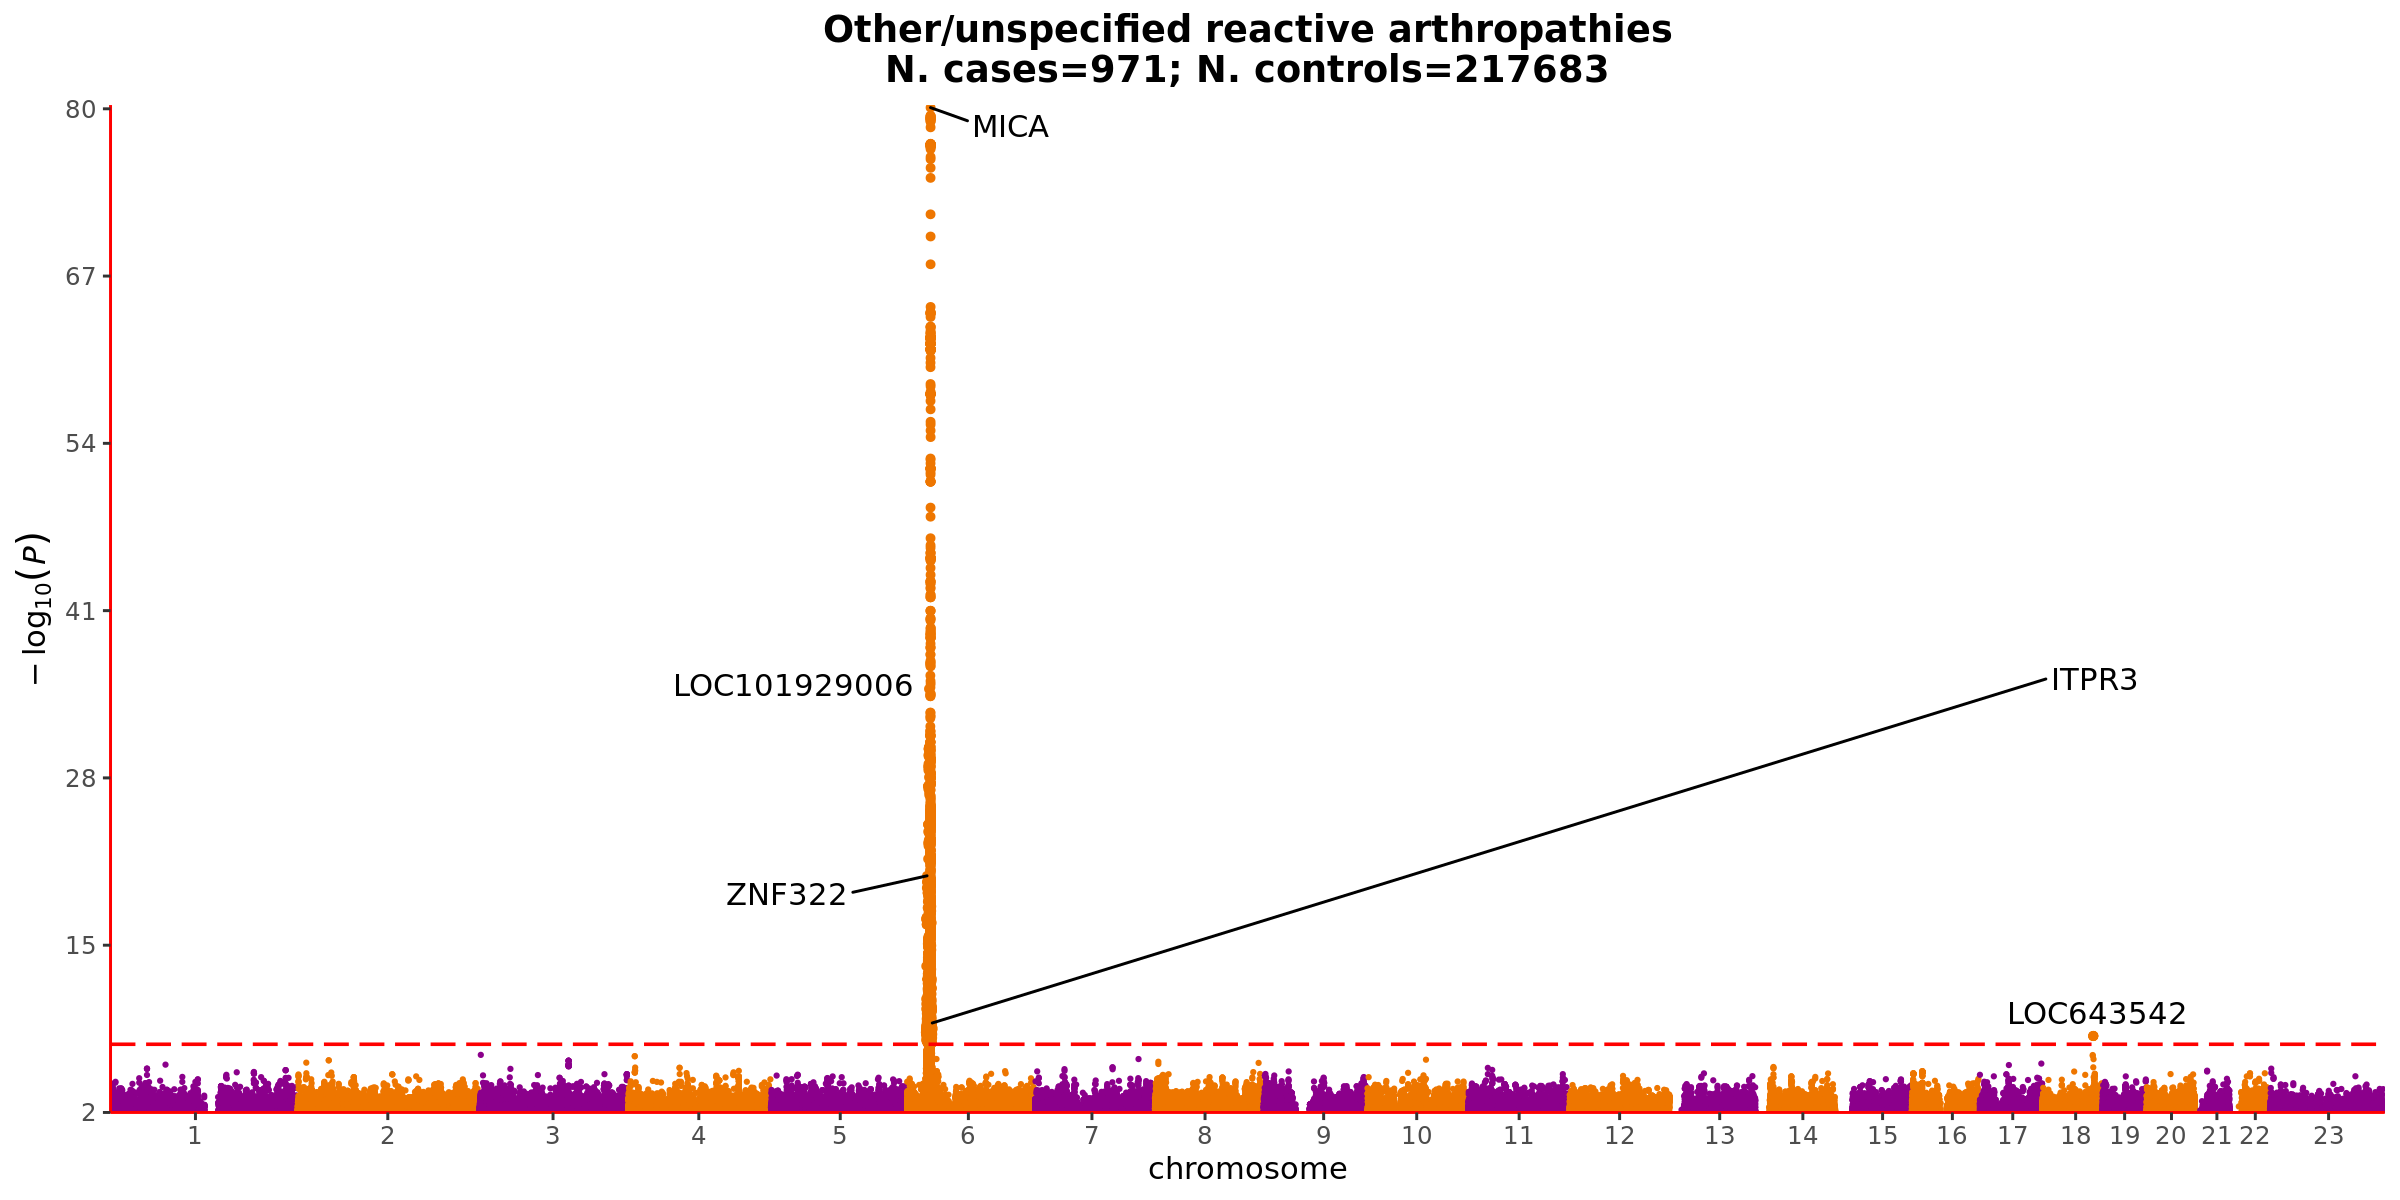 Other/unspecified reactive arthropathies
N. cases=971; N. controls=217683
80
67
54
41
28
15
2
−log10(P)
MICA
LOC101929006
ITPR3
ZNF322
LOC643542
1 2 3 4 5 6 7 8 9 10 11 12 13 14 15 16 17 18 19 20 21 22 23
chromosome